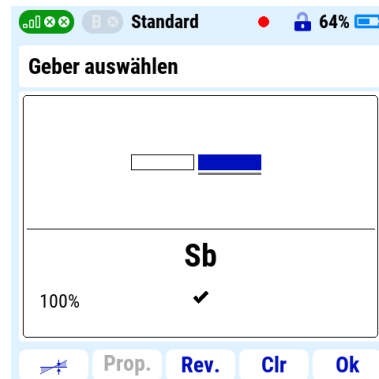 B Standard 64%
Geber auswählen
Sb
100%
Prop. Rev. Clr Ok